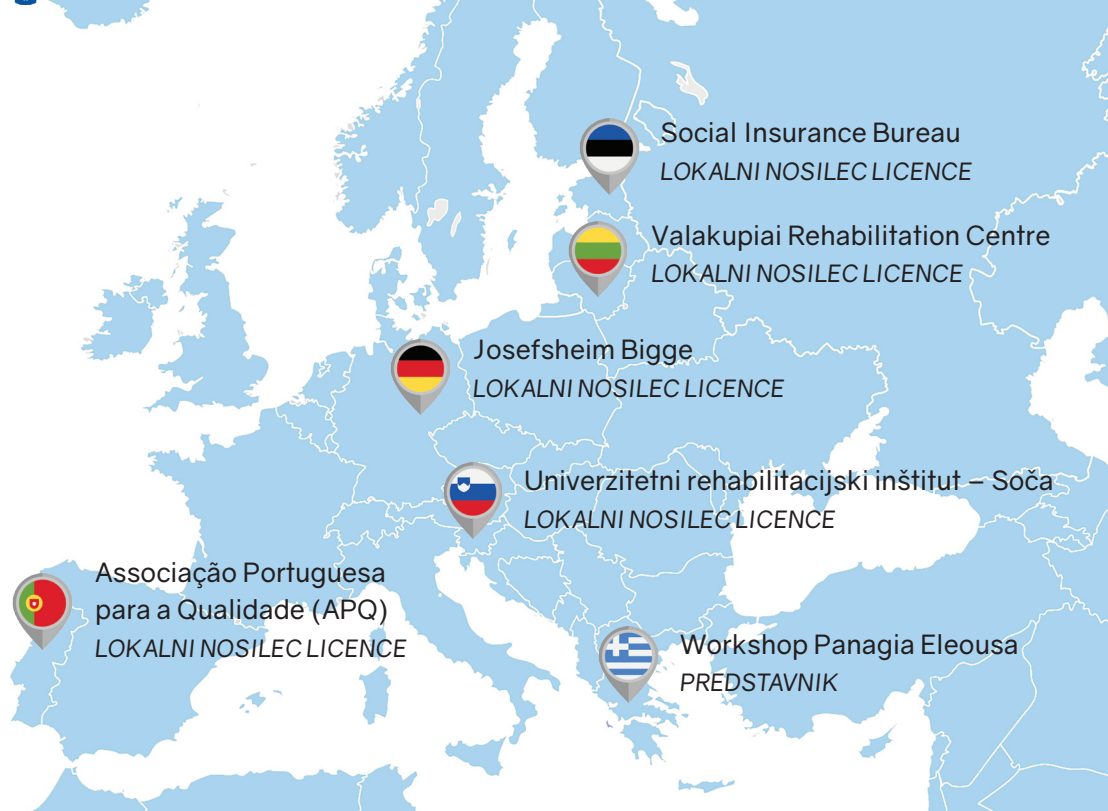 Social Insurance Bureau
LOKALNI NOSILEC LICENCE
Valakupiai Rehabilitation Centre
LOKALNI NOSILEC LICENCE
Josefsheim Bigge
LOKALNI NOSILEC LICENCE
Univerzitetni rehabilitacijski inštitut – Soča
LOKALNI NOSILEC LICENCE
Associação Portuguesa
para a Qualidade (APQ)
LOKALNI NOSILEC LICENCE
Workshop Panagia Eleousa
PREDSTAVNIK